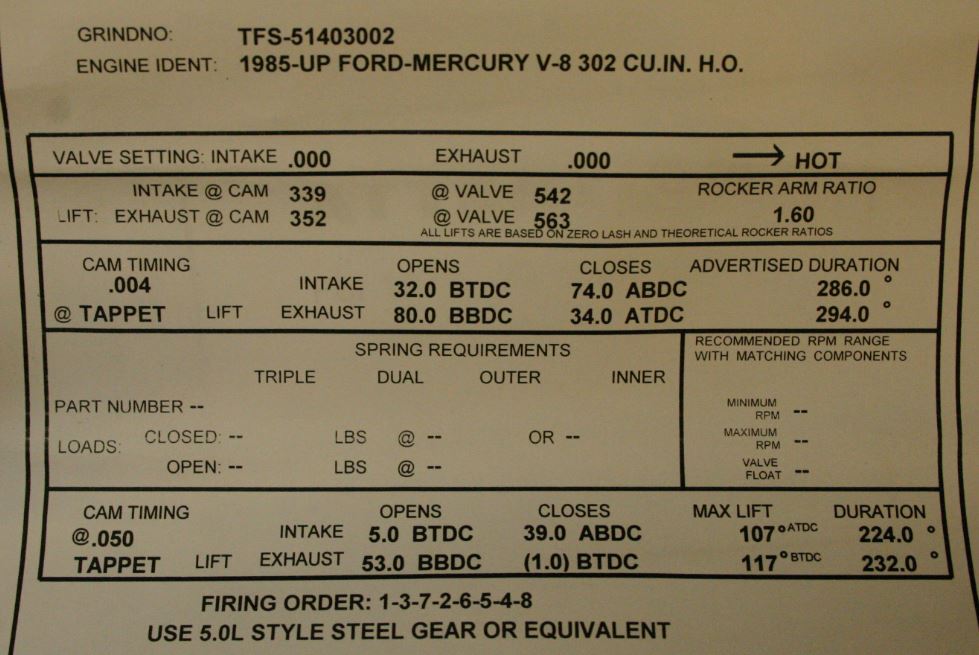 GRINDNO: TFS-51403002
ENGINE IDENT: 1985-UP FORD-MERCURY V-8 302 CU.IN. H.O.
VALVE SETTING: INTAKE .000 EXHAUST .000 → HOT
INTAKE @ CAM 339 @ VALVE 542 ROCKER ARM RATIO
LIFT: EXHAUST @ CAM 352 @ VALVE 563 1.60
ALL LIFTS ARE BASED ON ZERO LASH AND THEORETICAL ROCKER RATIOS
CAM TIMING OPENS CLOSES ADVERTISED DURATION
.004 INTAKE 32.0 BTDC 74.0 ABDC 286.0 °
@ TAPPET LIFT EXHAUST 80.0 BBDC 34.0 ATDC 294.0 °
SPRING REQUIREMENTS
TRIPLE DUAL OUTER INNER
PART NUMBER --
LOADS: CLOSED: -- LBS @ -- OR --
OPEN: -- LBS @ --
RECOMMENDED RPM RANGE
WITH MATCHING COMPONENTS
MINIMUM
RPM --
MAXIMUM
RPM --
VALVE
FLOAT --
CAM TIMING OPENS CLOSES MAX LIFT DURATION
@.050 INTAKE 5.0 BTDC 39.0 ABDC 107° ATDC 224.0 °
TAPPET LIFT EXHAUST 53.0 BBDC (1.0) BTDC 117° BTDC 232.0 °
FIRING ORDER: 1-3-7-2-6-5-4-8
USE 5.0L STYLE STEEL GEAR OR EQUIVALENT